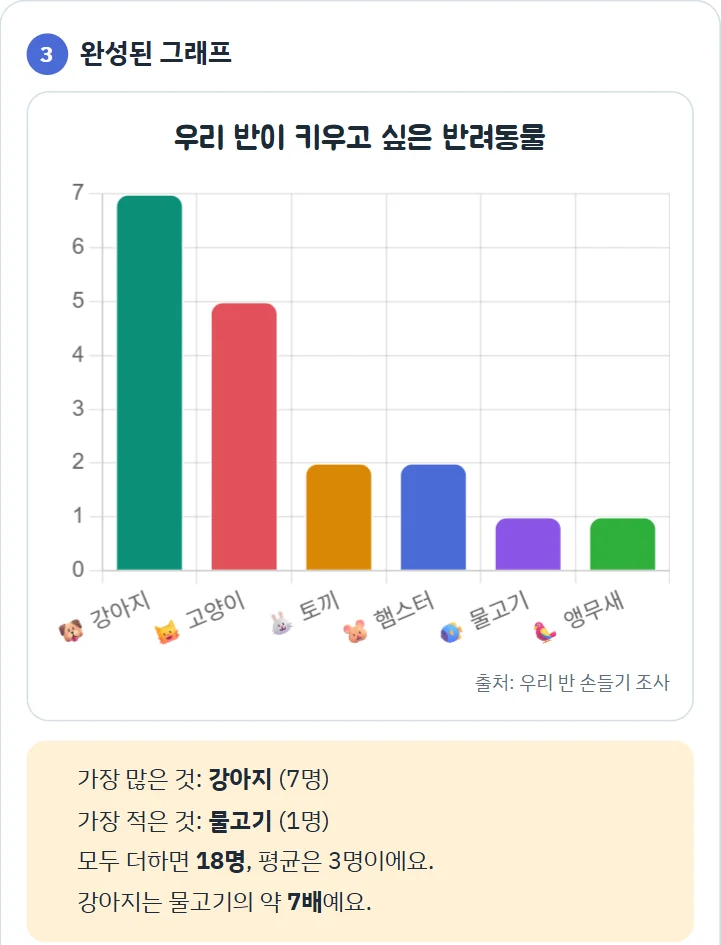 3 완성된 그래프
우리 반이 키우고 싶은 반려동물
7
6
5
4
3
2
1
0
강아지 고양이 토끼 햄스터 물고기 앵무새
출처: 우리 반 손들기 조사
가장 많은 것: 강아지 (7명)
가장 적은 것: 물고기 (1명)
모두 더하면 18명, 평균은 3명이에요.
강아지는 물고기의 약 7배예요.